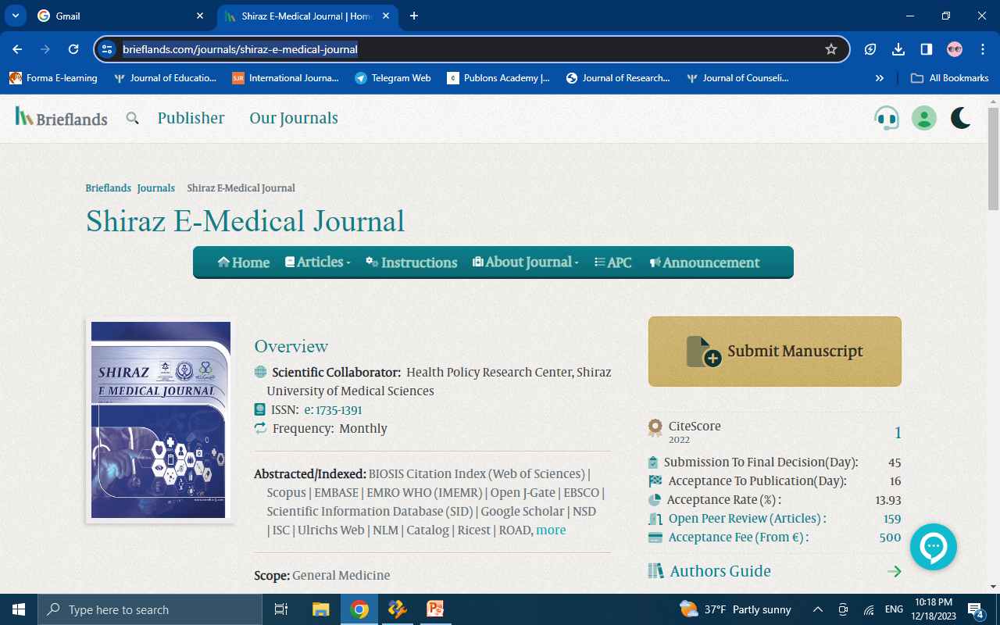 Gmail
Shiraz E-Medical Journal | Hom
brieflands.com/journals/shiraz-e-medical-journal
Forma E-learning
Journal of Educatio...
SJR
International Journa...
Telegram Web
Publons Academy |...
Journal of Research...
Journal of Counseli...
All Bookmarks
Brieflands
Publisher
Our Journals
Brieflands Journals Shiraz E-Medical Journal
Shiraz E-Medical Journal
Home
Articles
Instructions
About Journal
APC
Announcement
SHIRAZ
E MEDICAL JOURNAL
Overview
Scientific Collaborator: Health Policy Research Center, Shiraz
University of Medical Sciences
ISSN: e: 1735-1391
Frequency: Monthly
Abstracted/Indexed: BIOSIS Citation Index (Web of Sciences) |
Scopus | EMBASE | EMRO WHO (IMEMR) | Open J-Gate | EBSCO |
Scientific Information Database (SID) | Google Scholar | NSD
| ISC | Ulrichs Web | NLM | Catalog | Ricest | ROAD, more
Scope: General Medicine
Submit Manuscript
CiteScore
2022
1
Submission To Final Decision(Day): 45
Acceptance To Publication(Day): 16
Acceptance Rate (%) : 13.93
Open Peer Review (Articles) : 159
Acceptance Fee (From €) : 500
Authors Guide
Type here to search
37°F Partly sunny
ENG
10:18 PM
12/18/2023
4